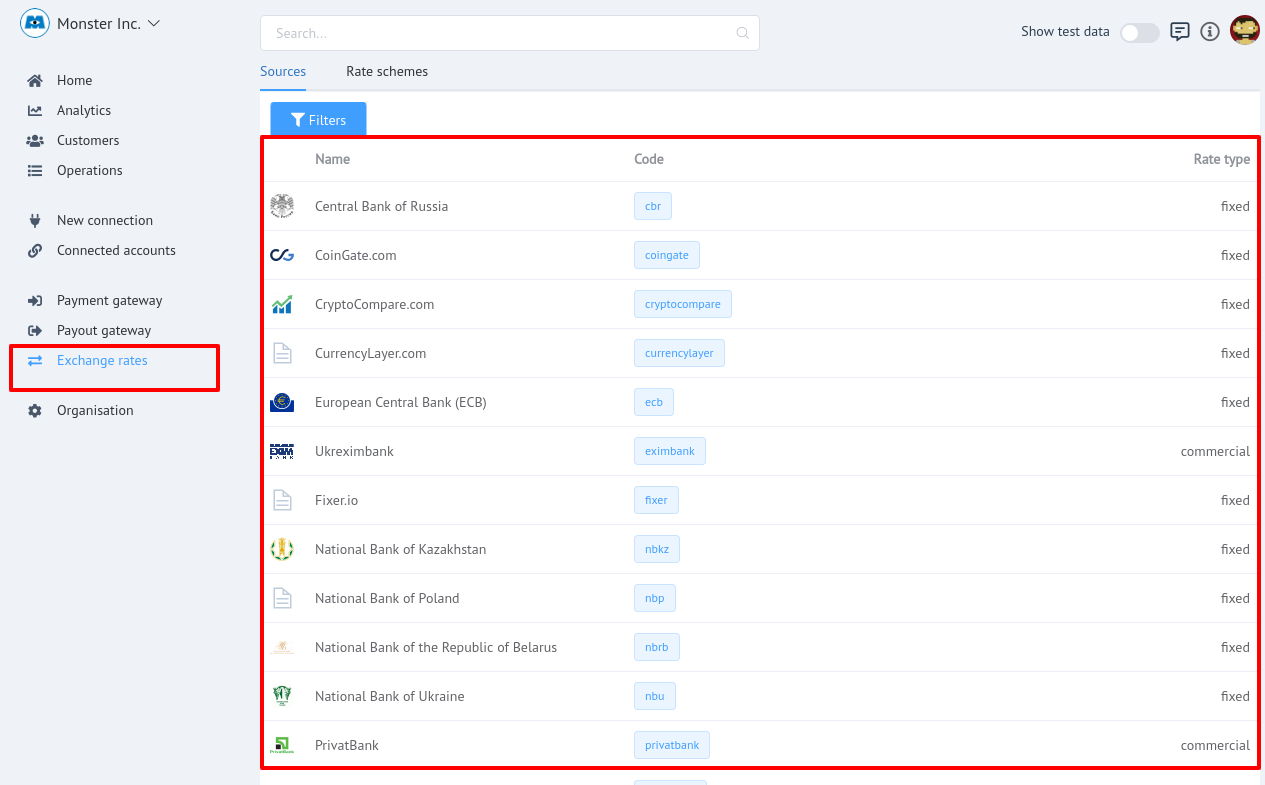 Monster Inc.
Search...
Show test data
Home
Analytics
Customers
Operations
New connection
Connected accounts
Payment gateway
Payout gateway
Exchange rates
Organisation
Sources Rate schemes
Filters
Name Code Rate type
Central Bank of Russia cbr fixed
CoinGate.com coingate fixed
CryptoCompare.com cryptocompare fixed
CurrencyLayer.com currencylayer fixed
European Central Bank (ECB) ecb fixed
Ukreximbank eximbank commercial
Fixer.io fixer fixed
National Bank of Kazakhstan nbkz fixed
National Bank of Poland nbp fixed
National Bank of the Republic of Belarus nbrb fixed
National Bank of Ukraine nbu fixed
PrivatBank privatbank commercial